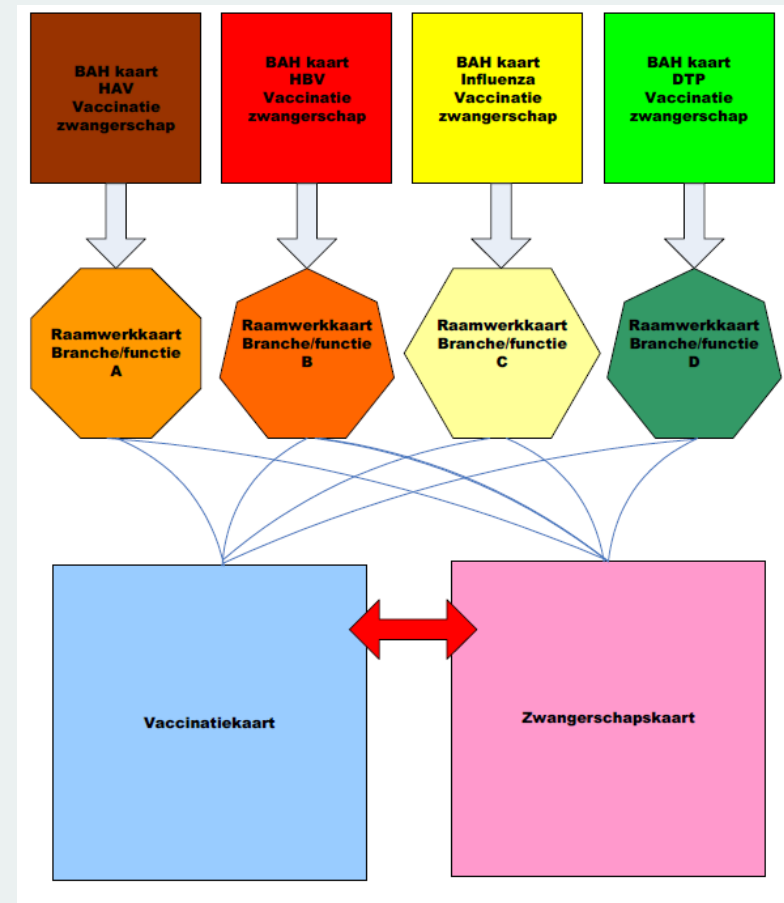 BAH kaart
HAV
Vaccinatie
zwangerschap
BAH kaart
HBV
Vaccinatie
zwangerschap
BAH kaart
Influenza
Vaccinatie
zwangerschap
BAH kaart
DTP
Vaccinatie
zwangerschap
Raamwerkkaart
Branche/functie
A
Raamwerkkaart
Branche/functie
B
Raamwerkkaart
Branche/functie
C
Raamwerkkaart
Branche/functie
D
Vaccinatiekaart
Zwangerschapskaart